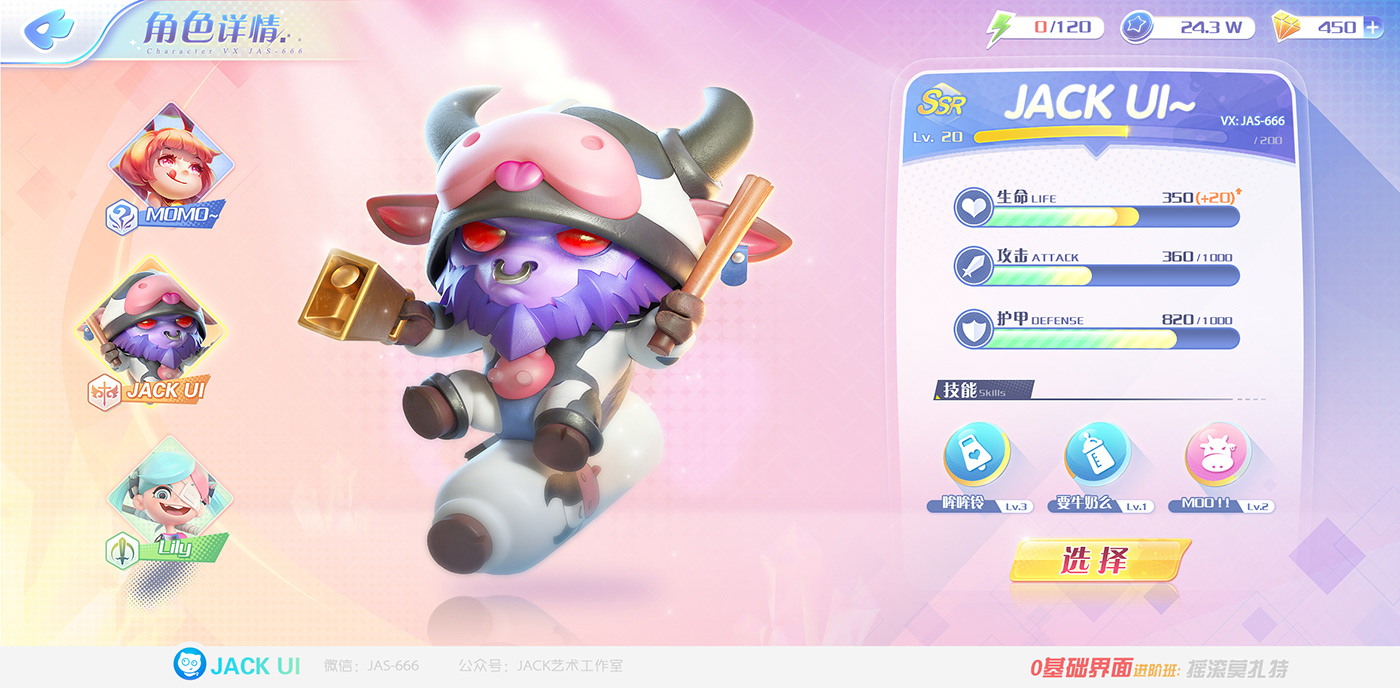 角色详情
Character VX JAS-666
0/120
24.3 W
450 +
MOMO~
JACK UI
Lily
SSR
JACK UI~
VX: JAS-666
Lv. 20
/200
生命 LIFE 350(+20)
攻击 ATTACK 360/1000
护甲 DEFENSE 820/1000
技能 Skills
哞哞铃 Lv.3
要牛奶么 Lv.1
MOO!! Lv.2
选择
JACK UI
微信：JAS-666
公众号：JACK艺术工作室
0基础界面进阶班: 摇滚莫扎特